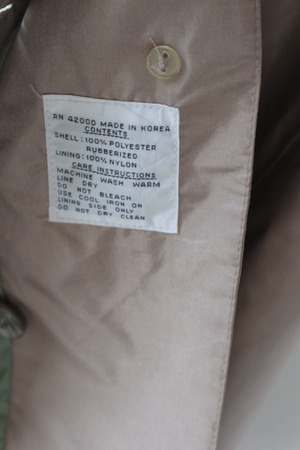 RN 42000 MADE IN KOREA
CONTENTS
SHELL: 100% POLYESTER
RUBBERIZED
LINING: 100% NYLON
CARE INSTRUCTIONS
MACHINE WASH WARM
LINE DRY
DO NOT BLEACH
USE COOL IRON ON
LINING SIDE ONLY
DO NOT DRY CLEAN